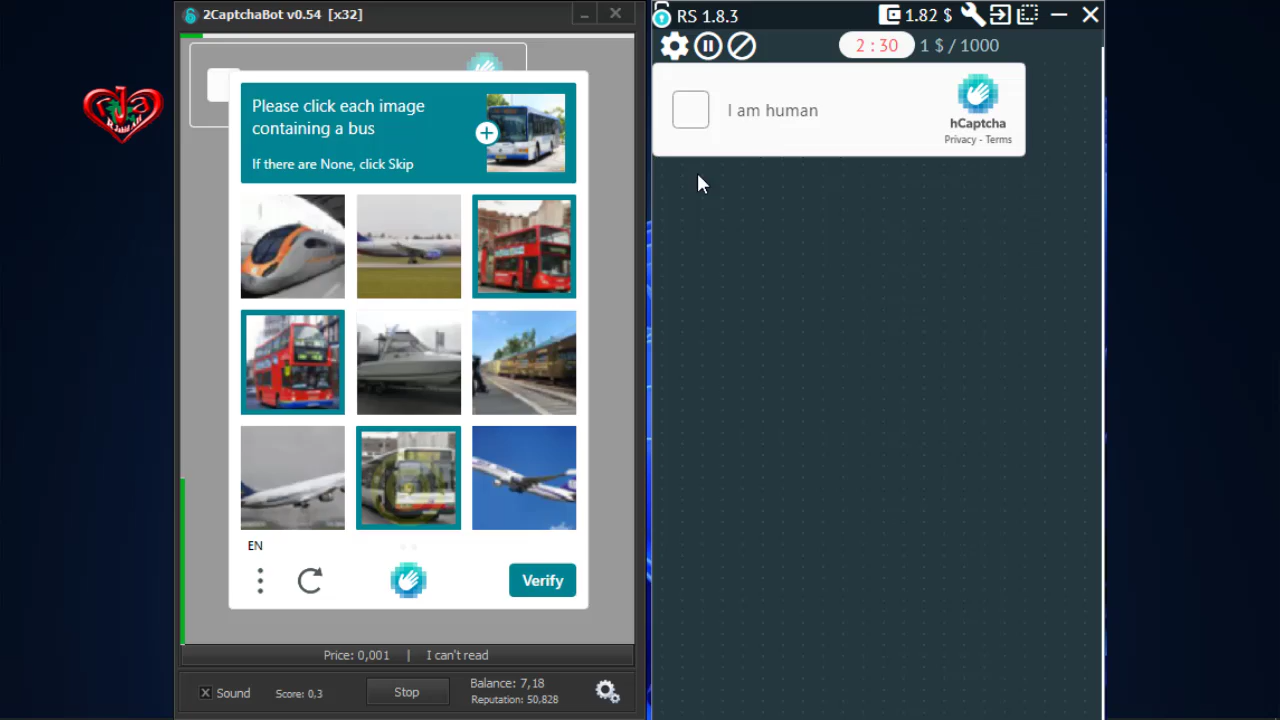 2CaptchaBot v0.54 [x32]
Please click each image
containing a bus
If there are None, click Skip
EN
Verify
Price: 0,001 | I can't read
Sound
Score: 0,3
Stop
Balance: 7,18
Reputation: 50,828
RS 1.8.3
1.82 $
2 : 30
1 $ / 1000
I am human
hCaptcha
Privacy - Terms